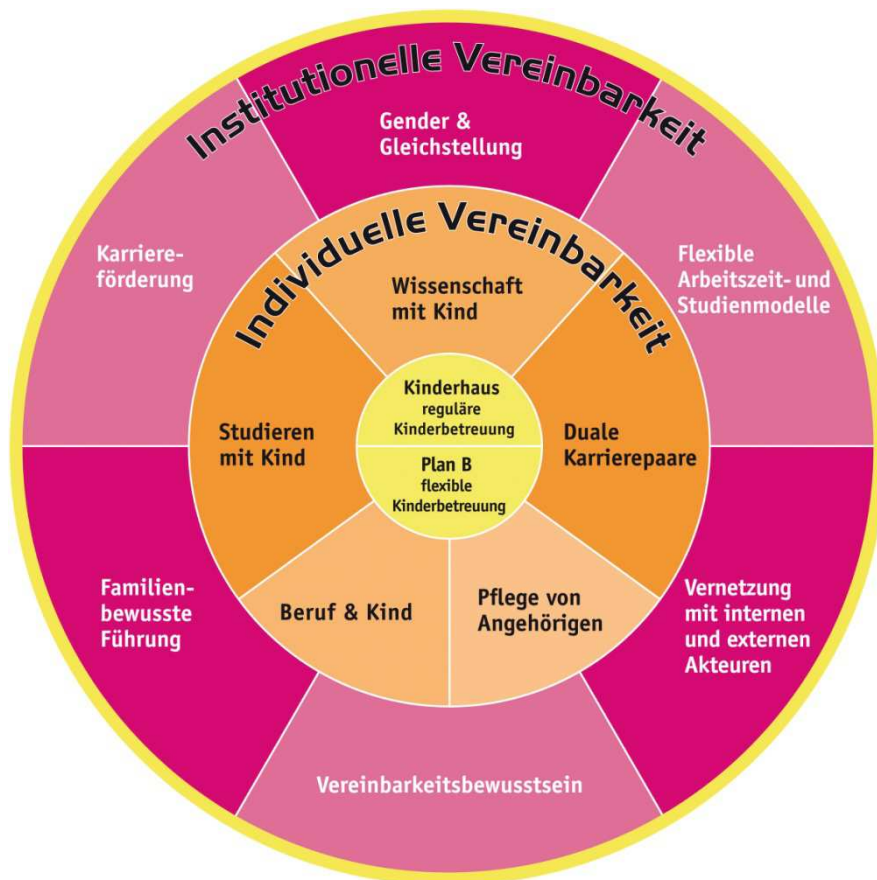 Institutionelle Vereinbarkeit
Gender &
Gleichstellung
Karriere-
förderung
Flexible
Arbeitszeit- und
Studienmodelle
Individuelle Vereinbarkeit
Wissenschaft
mit Kind
Studieren
mit Kind
Kinderhaus
reguläre
Kinderbetreuung
Plan B
flexible
Kinderbetreuung
Duale
Karrierepaare
Familien-
bewusste
Führung
Beruf & Kind
Pflege von
Angehörigen
Vernetzung
mit internen
und externen
Akteuren
Vereinbarkeitsbewusstsein